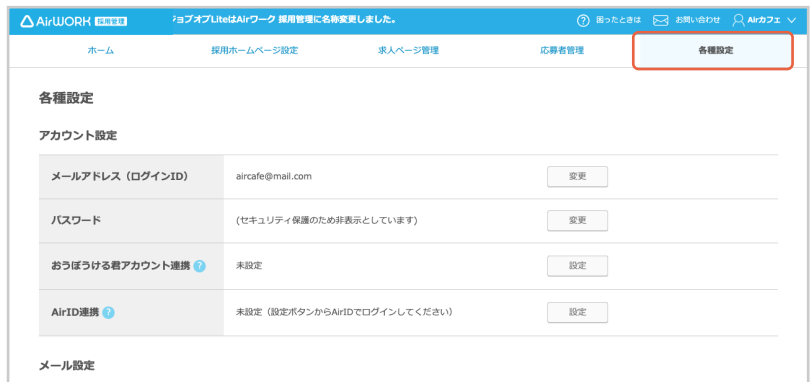 AirWORK 採用管理 ジョブオプLiteはAirワーク 採用管理に名称変更しました。 ? 困ったときは お問い合わせ Airカフェ
ホーム 採用ホームページ設定 求人ページ管理 応募者管理 各種設定
各種設定
アカウント設定
メールアドレス（ログインID） aircafe@mail.com 変更
パスワード (セキュリティ保護のため非表示としています) 変更
おうぼうける君アカウント連携 ? 未設定 設定
AirID連携 ? 未設定（設定ボタンからAirIDでログインしてください） 設定
メール設定